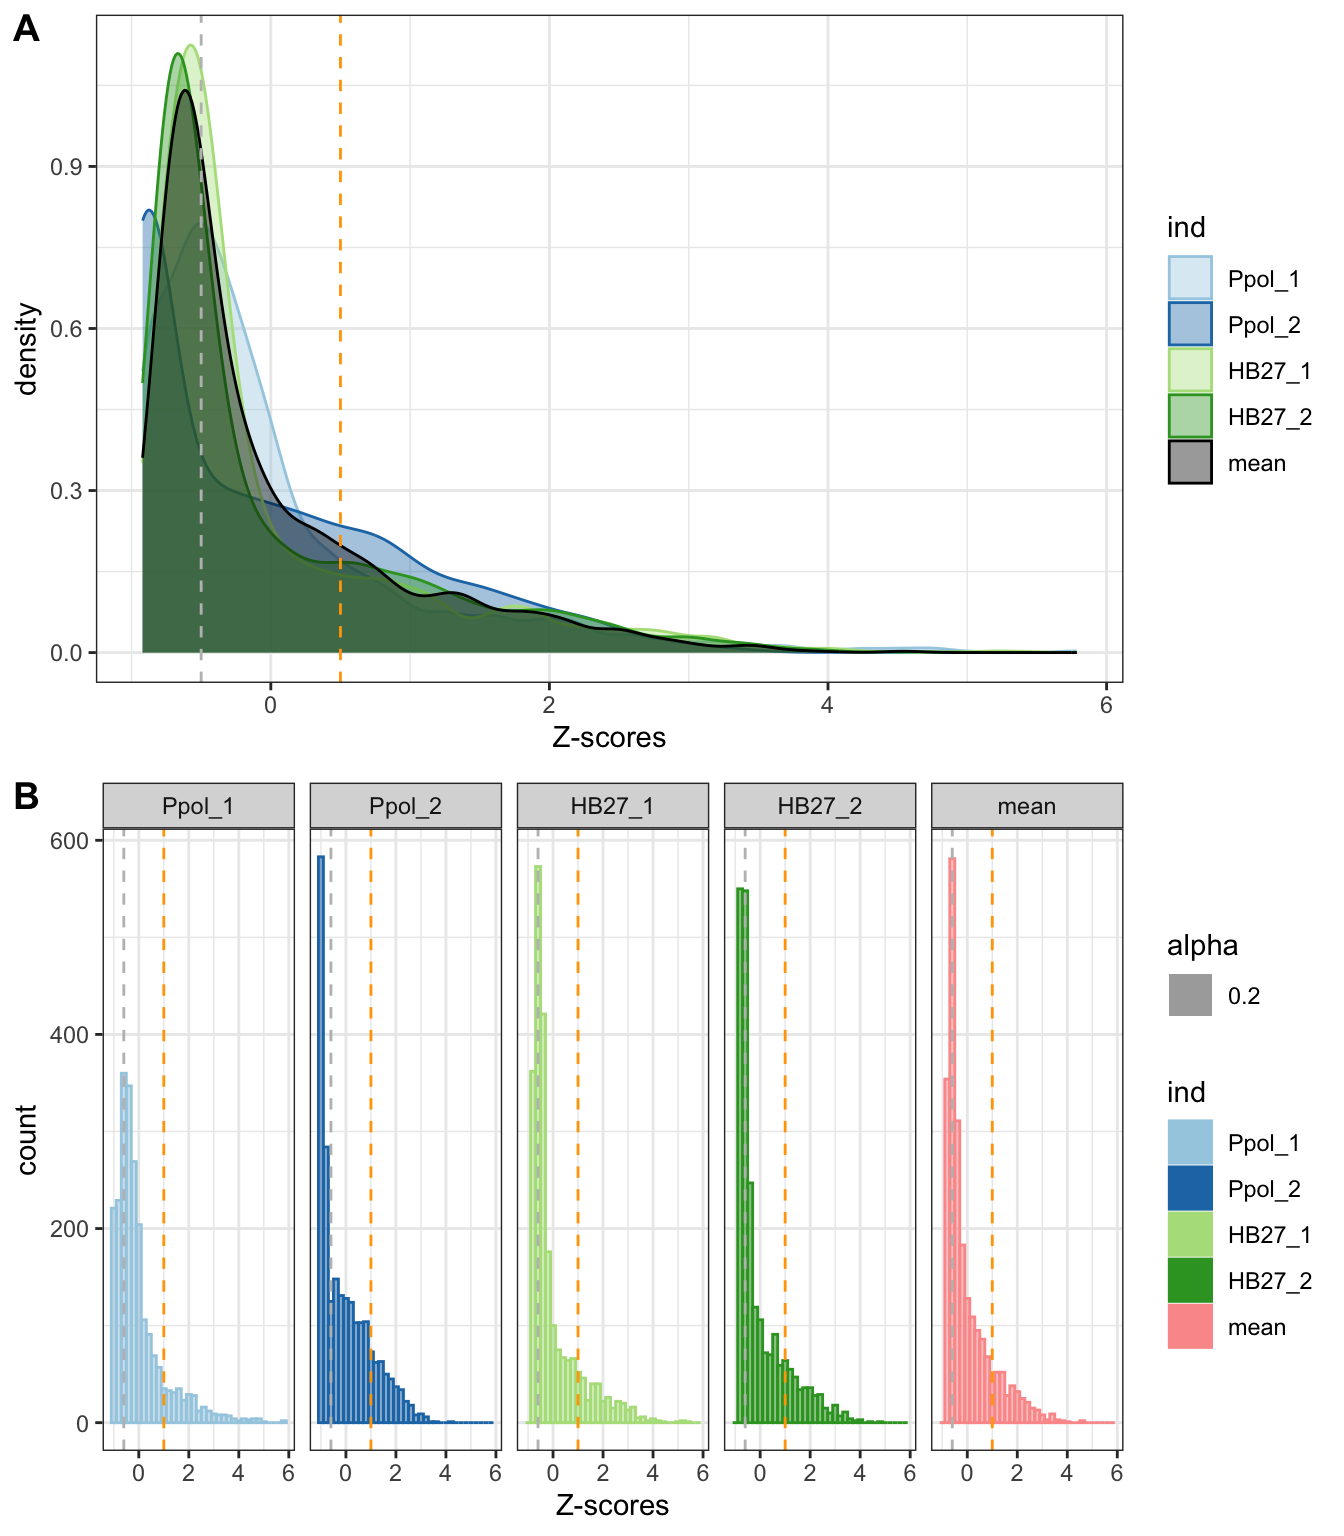 A
density
0.9
0.6
0.3
0.0
0 2 4 6
Z-scores
ind
Ppol_1
Ppol_2
HB27_1
HB27_2
mean
B
Ppol_1 Ppol_2 HB27_1 HB27_2 mean
count
600
400
200
0
0 2 4 6 0 2 4 6 0 2 4 6 0 2 4 6 0 2 4 6
Z-scores
alpha
0.2
ind
Ppol_1
Ppol_2
HB27_1
HB27_2
mean